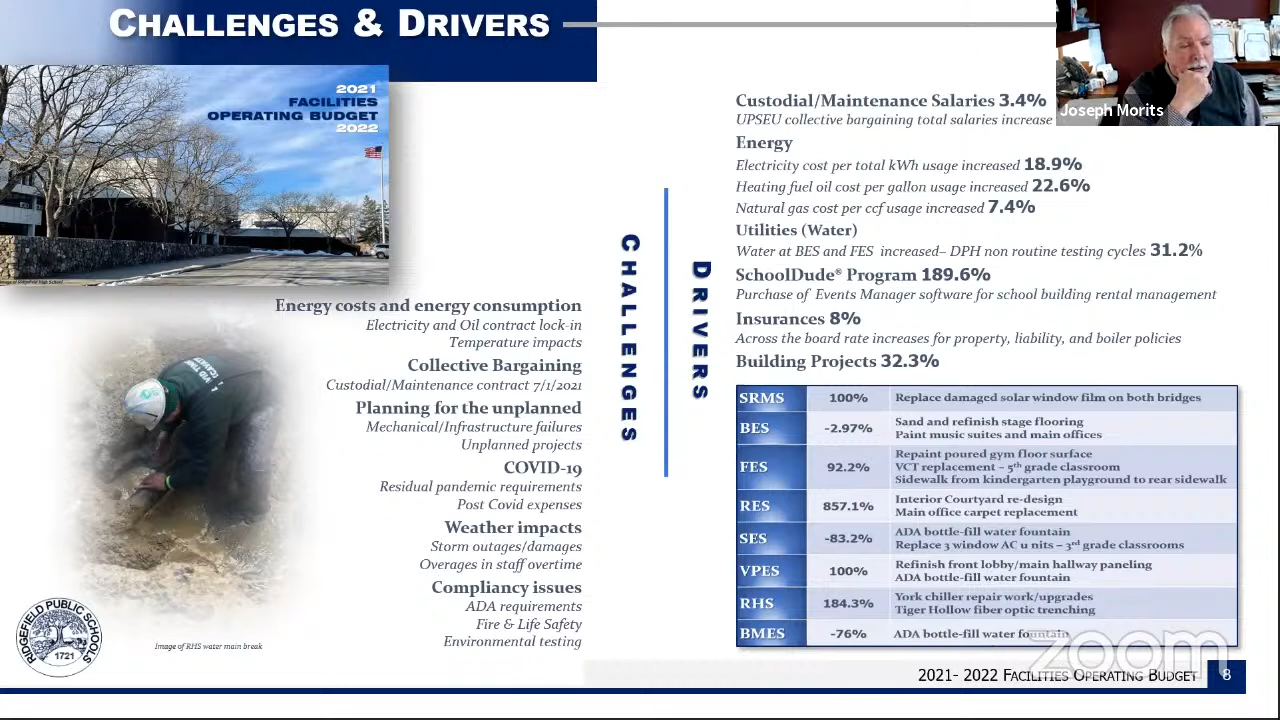 CHALLENGES & DRIVERS
2021
FACILITIES
OPERATING BUDGET
2022
Energy costs and energy consumption
Electricity and Oil contract lock-in
Temperature impacts
Collective Bargaining
Custodial/Maintenance contract 7/1/2021
Planning for the unplanned
Mechanical/Infrastructure failures
Unplanned projects
COVID-19
Residual pandemic requirements
Post Covid expenses
Weather impacts
Storm outages/damages
Overages in staff overtime
Compliancy issues
ADA requirements
Fire & Life Safety
Environmental testing
Image of RHS water main break
RIDGEFIELD PUBLIC SCHOOLS
1721
CHALLENGES
DRIVERS
Joseph Morits
Custodial/Maintenance Salaries 3.4%
UPSEU collective bargaining total salaries increase
Energy
Electricity cost per total kWh usage increased 18.9%
Heating fuel oil cost per gallon usage increased 22.6%
Natural gas cost per ccf usage increased 7.4%
Utilities (Water)
Water at BES and FES increased– DPH non routine testing cycles 31.2%
SchoolDude® Program 189.6%
Purchase of Events Manager software for school building rental management
Insurances 8%
Across the board rate increases for property, liability, and boiler policies
Building Projects 32.3%
SRMS 100% Replace damaged solar window film on both bridges
BES -2.97% Sand and refinish stage flooring
Paint music suites and main offices
FES 92.2% Repaint poured gym floor surface
VCT replacement – 5th grade classroom
Sidewalk from kindergarten playground to rear sidewalk
RES 857.1% Interior Courtyard re-design
Main office carpet replacement
SES -83.2% ADA bottle-fill water fountain
Replace 3 window AC u nits – 3rd grade classrooms
VPES 100% Refinish front lobby/main hallway paneling
ADA bottle-fill water fountain
RHS 184.3% York chiller repair work/upgrades
Tiger Hollow fiber optic trenching
BMES -76% ADA bottle-fill water fountain
zoom
2021- 2022 FACILITIES OPERATING BUDGET 8